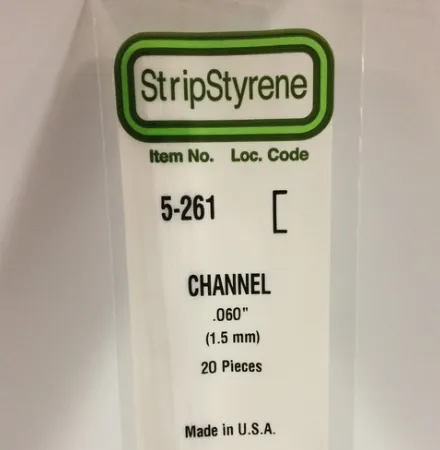 StripStyrene
Item No. Loc. Code
5-261
CHANNEL
.060"
(1.5 mm)
20 Pieces
Made in U.S.A.